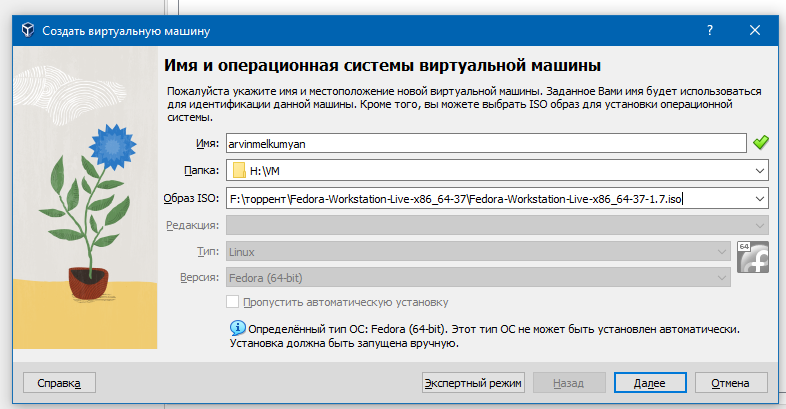 Создать виртуальную машину
?
Имя и операционная системы виртуальной машины
Пожалуйста укажите имя и местоположение новой виртуальной машины. Заданное Вами имя будет использоваться
для идентификации данной машины. Кроме того, вы можете выбрать ISO образ для установки операционной
системы.
Имя: arvinmelkumyan
Папка: H:\VM
Образ ISO: F:\торрент\Fedora-Workstation-Live-x86_64-37\Fedora-Workstation-Live-x86_64-37-1.7.iso
Редакция:
Тип: Linux
64
Версия: Fedora (64-bit)
Пропустить автоматическую установку
Определённый тип ОС: Fedora (64-bit). Этот тип ОС не может быть установлен автоматически.
Установка должна быть запущена вручную.
Справка Экспертный режим Назад Далее Отмена